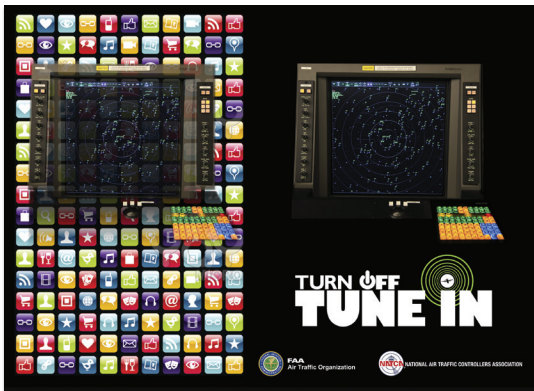 TURN OFF
TUNE IN
FAA
Air Traffic Organization
NATCA
NATIONAL AIR TRAFFIC CONTROLLERS ASSOCIATION